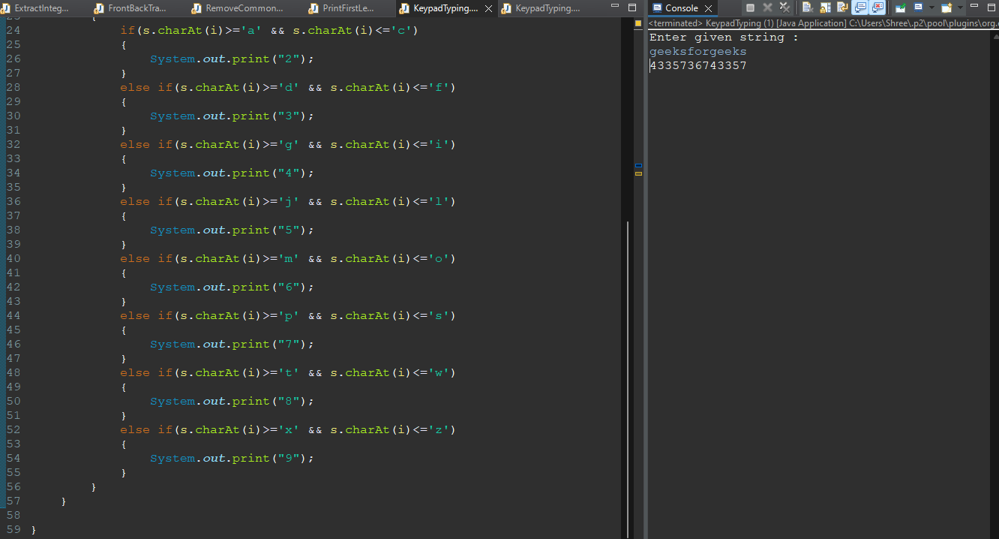 ExtractInteg... FrontBackTra... RemoveCommon... PrintFirstLe... KeypadTyping.... KeypadTyping....
24 if(s.charAt(i)>='a' && s.charAt(i)<='c')
25 {
26 System.out.print("2");
27 }
28 else if(s.charAt(i)>='d' && s.charAt(i)<='f')
29 {
30 System.out.print("3");
31 }
32 else if(s.charAt(i)>='g' && s.charAt(i)<='i')
33 {
34 System.out.print("4");
35 }
36 else if(s.charAt(i)>='j' && s.charAt(i)<='l')
37 {
38 System.out.print("5");
39 }
40 else if(s.charAt(i)>='m' && s.charAt(i)<='o')
41 {
42 System.out.print("6");
43 }
44 else if(s.charAt(i)>='p' && s.charAt(i)<='s')
45 {
46 System.out.print("7");
47 }
48 else if(s.charAt(i)>='t' && s.charAt(i)<='w')
49 {
50 System.out.print("8");
51 }
52 else if(s.charAt(i)>='x' && s.charAt(i)<='z')
53 {
54 System.out.print("9");
55 }
56 }
57 }
58
59 }
Console
<terminated> KeypadTyping (1) [Java Application] C:\Users\Shree\.p2\pool\plugins\org.
Enter given string :
geeksforgeeks
4335736743357